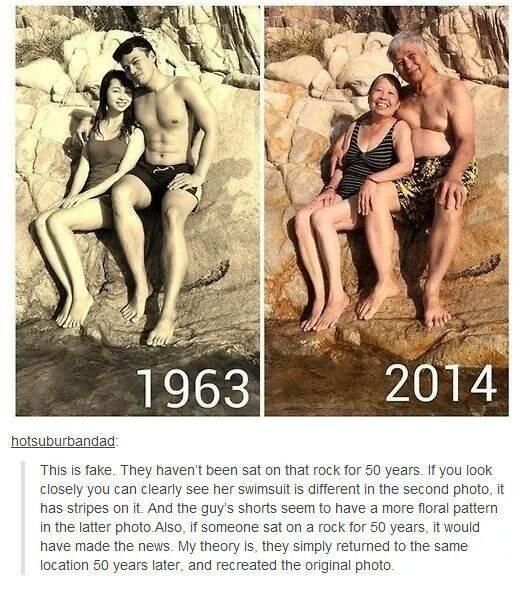 1963
2014
hotsuburbandad:
This is fake. They haven't been sat on that rock for 50 years. If you look
closely you can clearly see her swimsuit is different in the second photo, it
has stripes on it. And the guy's shorts seem to have a more floral pattern
in the latter photo.Also, if someone sat on a rock for 50 years, it would
have made the news. My theory is, they simply returned to the same
location 50 years later, and recreated the original photo.